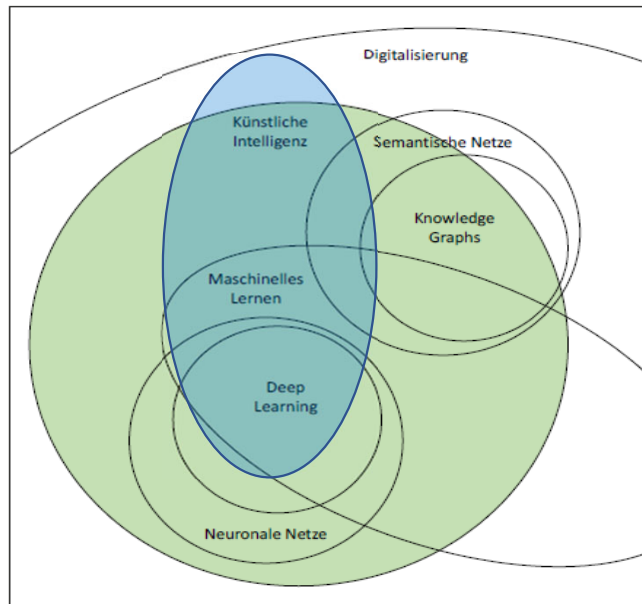 Digitalisierung
Künstliche
Intelligenz
Semantische Netze
Knowledge
Graphs
Maschinelles
Lernen
Deep
Learning
Neuronale Netze